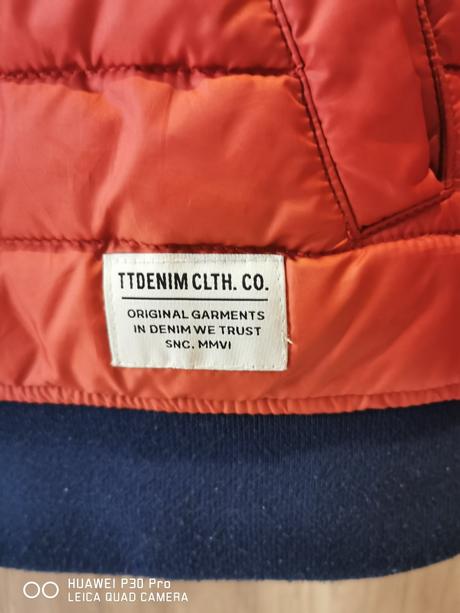 TTDENIM CLTH. CO.
ORIGINAL GARMENTS
IN DENIM WE TRUST
SNC. MMVI
HUAWEI P30 Pro
LEICA QUAD CAMERA